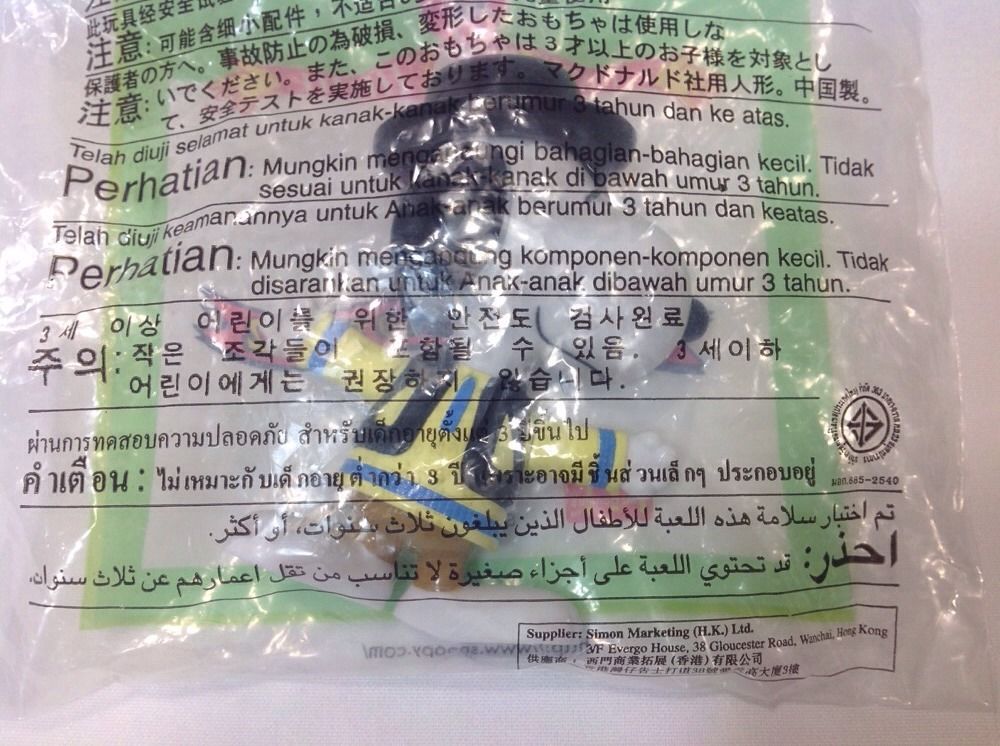 此玩具经安全试
注意: 可能含细小配件，不适合
保護者の方へ。事故防止の為破損、変形したおもちゃは使用しな
注意: いでください。また、このおもちゃは3才以上のお子様を対象とし
て、安全テストを実施しております。マクドナルド社用人形。中国製。
Telah diuji selamat untuk kanak-kanak berumur 3 tahun dan ke atas.
Perhatian: Mungkin mengandungi bahagian-bahagian kecil. Tidak
sesuai untuk kanak-kanak di bawah umur 3 tahun.
Telah diuji keamanannya untuk Anak-anak berumur 3 tahun dan keatas.
Perhatian: Mungkin mengandung komponen-komponen kecil. Tidak
disarankan untuk Anak-anak dibawah umur 3 tahun.
3세 이상 어린이를 위한 안전도 검사완료
주의: 작은 조각들이 포함될 수 있음. 3세이하
어린이에게는 권장하지 않습니다.
ผ่านการทดสอบความปลอดภัย สำหรับเด็กอายุตั้งแต่ 3 ปีขึ้นไป
คำเตือน : ไม่เหมาะกับเด็กอายุต่ำกว่า 3 ปี เพราะอาจมีชิ้นส่วนเล็กๆ ประกอบอยู่
มอก.685-2540
تم اختبار سلامة هذه اللعبة للأطفال الذين يبلغون ثلاث سنوات، أو أكثر.
احذر: قد تحتوي اللعبة على أجزاء صغيرة لا تناسب من تقل اعمارهم عن ثلاث سنوات.
http://www.snoopy.com/
Supplier: Simon Marketing (H.K.) Ltd.
3/F Evergo House, 38 Gloucester Road, Wanchai, Hong Kong
供應商： 西門商業拓展(香港)有限公司
香港灣仔告士打道38號愛高大廈3樓